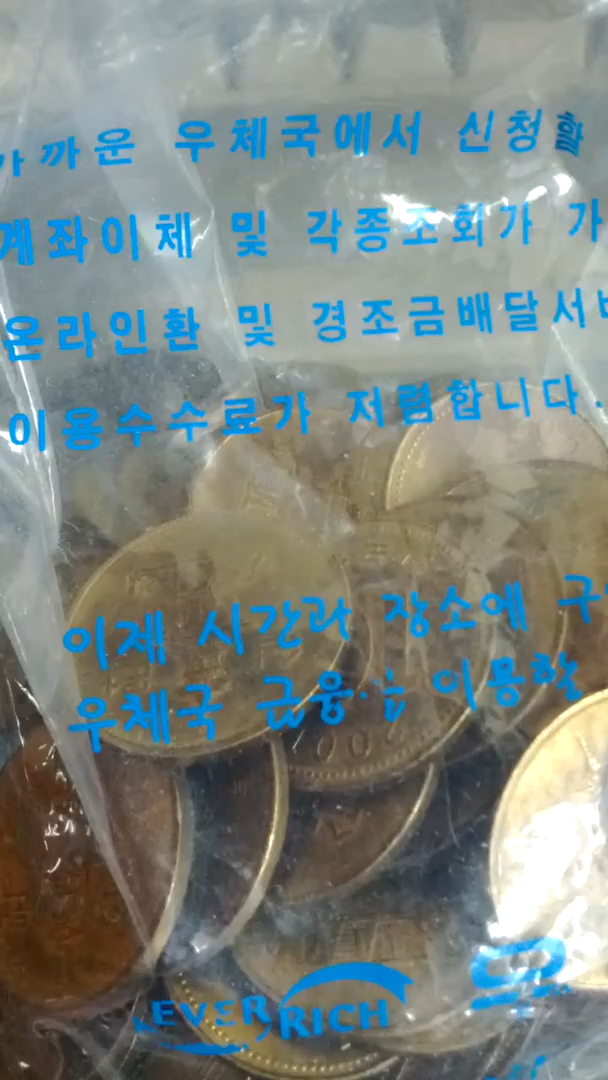 가까운 우체국에서 신청할
계좌이체 및 각종조회가 가
온라인환 및 경조금배달서비
이용수수료가 저렴합니다.
이제 시간과 장소에 구
우체국 금융을 이용할
EVER RICH